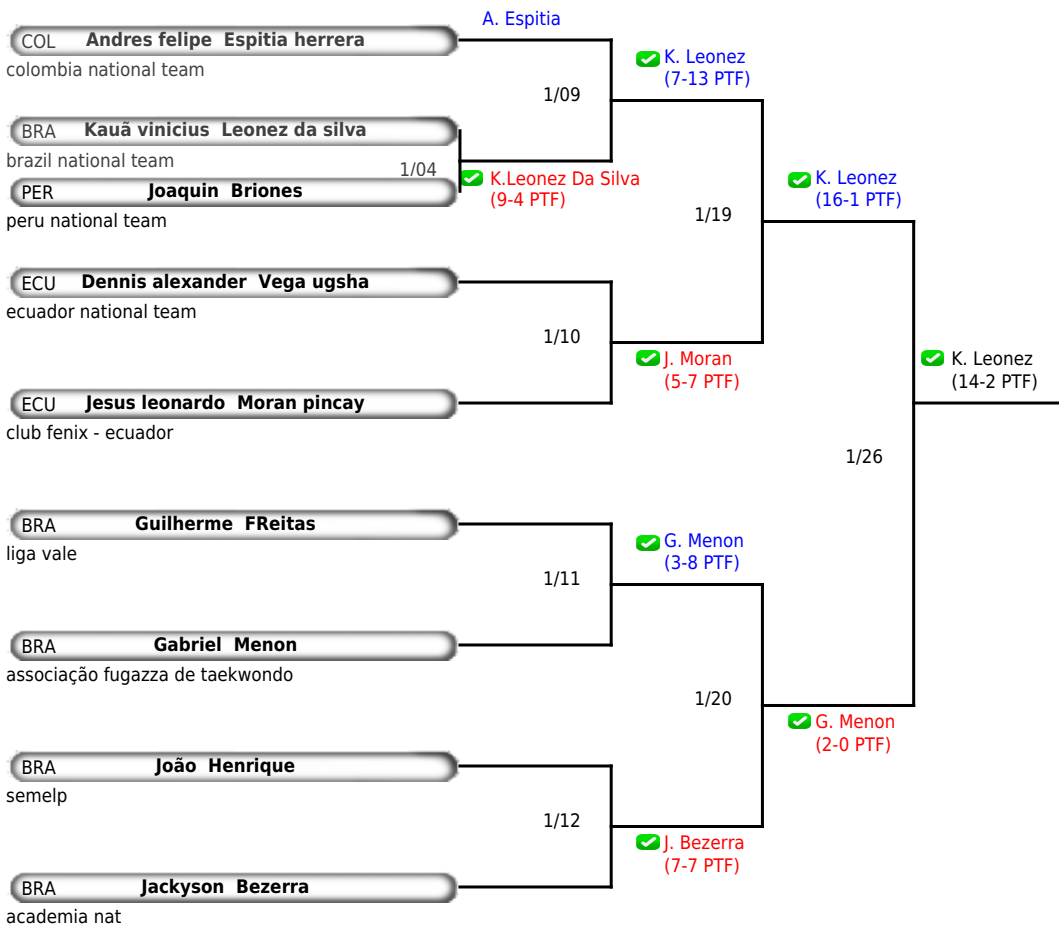 A. Espitia
COL Andres felipe Espitia herrera
colombia national team
K. Leonez
(7-13 PTF)
1/09
BRA Kauã vinicius Leonez da silva
brazil national team
1/04
K.Leonez Da Silva
(9-4 PTF)
PER Joaquin Briones
peru national team
K. Leonez
(16-1 PTF)
1/19
ECU Dennis alexander Vega ugsha
ecuador national team
1/10
J. Moran
(5-7 PTF)
K. Leonez
(14-2 PTF)
ECU Jesus leonardo Moran pincay
club fenix - ecuador
1/26
BRA Guilherme FReitas
liga vale
G. Menon
(3-8 PTF)
1/11
BRA Gabriel Menon
associação fugazza de taekwondo
1/20
G. Menon
(2-0 PTF)
BRA João Henrique
semelp
1/12
J. Bezerra
(7-7 PTF)
BRA Jackyson Bezerra
academia nat